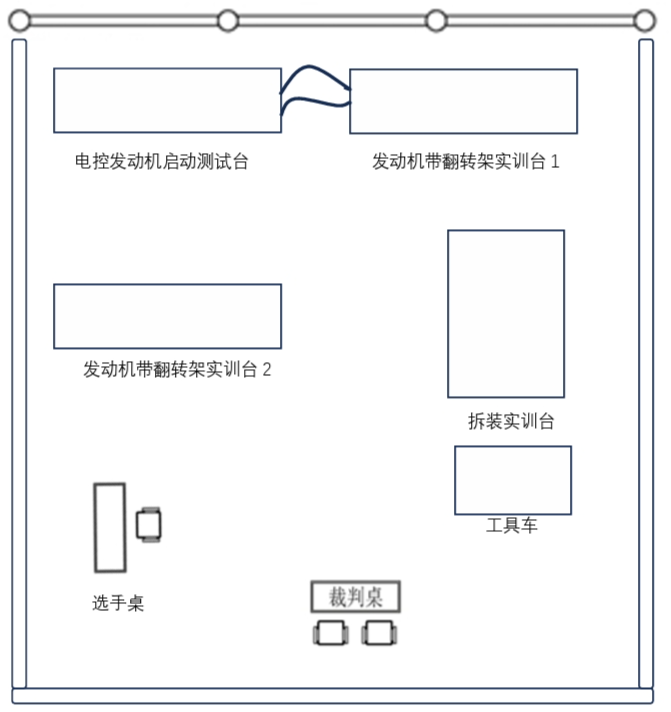 电控发动机启动测试台
发动机带翻转架实训台 1
发动机带翻转架实训台 2
拆装实训台
工具车
选手桌
裁判桌